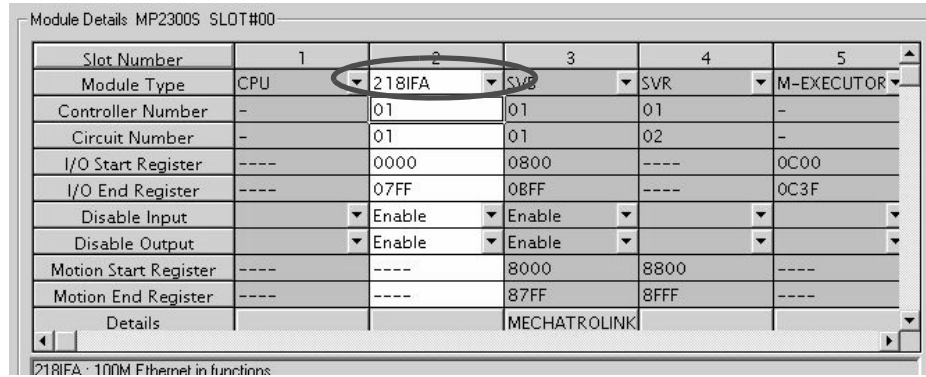 Module Details MP2300S SLOT#00
Slot Number 1 2 3 4 5
Module Type CPU 218IFA SVB SVR M-EXECUTOR
Controller Number - 01 01 01 -
Circuit Number - 01 01 02 -
I/O Start Register ---- 0000 0800 ---- 0C00
I/O End Register ---- 07FF 0BFF ---- 0C3F
Disable Input Enable Enable
Disable Output Enable Enable
Motion Start Register ---- ---- 8000 8800 ----
Motion End Register ---- ---- 87FF 8FFF ----
Details MECHATROLINK
218IFA : 100M Ethernet in functions